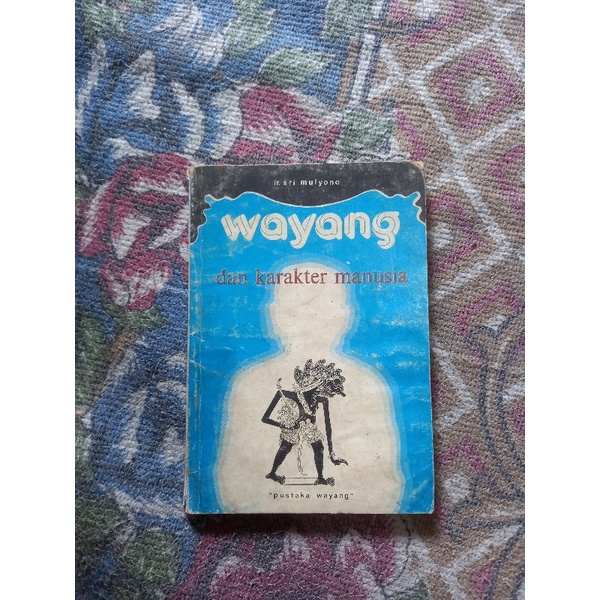 ir. sri mulyono
wayang
dan karakter manusia
"pustaka wayang"